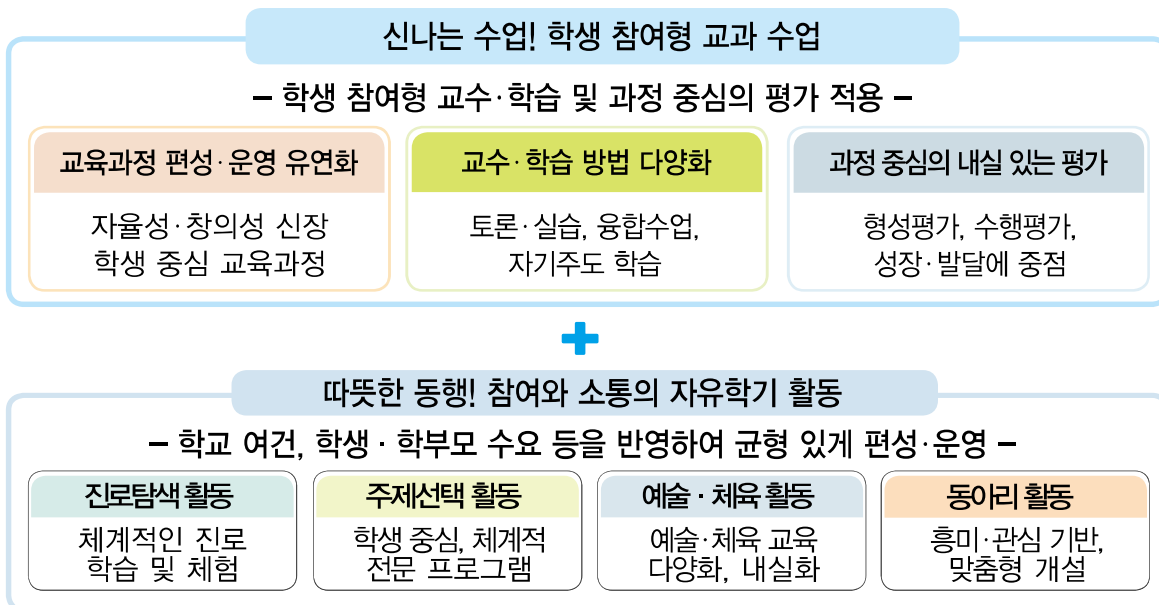 신나는 수업! 학생 참여형 교과 수업
– 학생 참여형 교수·학습 및 과정 중심의 평가 적용 –
교육과정 편성·운영 유연화
자율성·창의성 신장
학생 중심 교육과정
교수·학습 방법 다양화
토론·실습, 융합수업,
자기주도 학습
과정 중심의 내실 있는 평가
형성평가, 수행평가,
성장·발달에 중점
+
따뜻한 동행! 참여와 소통의 자유학기 활동
– 학교 여건, 학생·학부모 수요 등을 반영하여 균형 있게 편성·운영 –
진로탐색 활동
체계적인 진로
학습 및 체험
주제선택 활동
학생 중심, 체계적
전문 프로그램
예술·체육 활동
예술·체육 교육
다양화, 내실화
동아리 활동
흥미·관심 기반,
맞춤형 개설